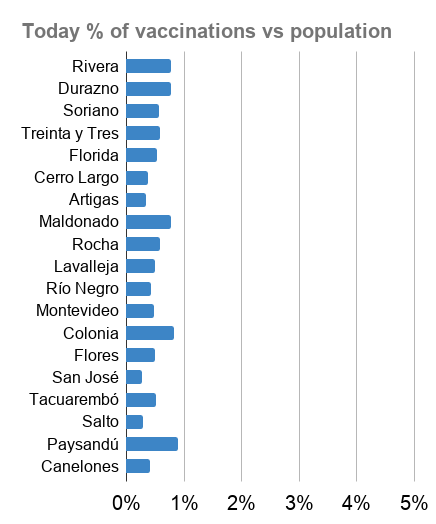 Today % of vaccinations vs population
Rivera
Durazno
Soriano
Treinta y Tres
Florida
Cerro Largo
Artigas
Maldonado
Rocha
Lavalleja
Río Negro
Montevideo
Colonia
Flores
San José
Tacuarembó
Salto
Paysandú
Canelones
0% 1% 2% 3% 4% 5%